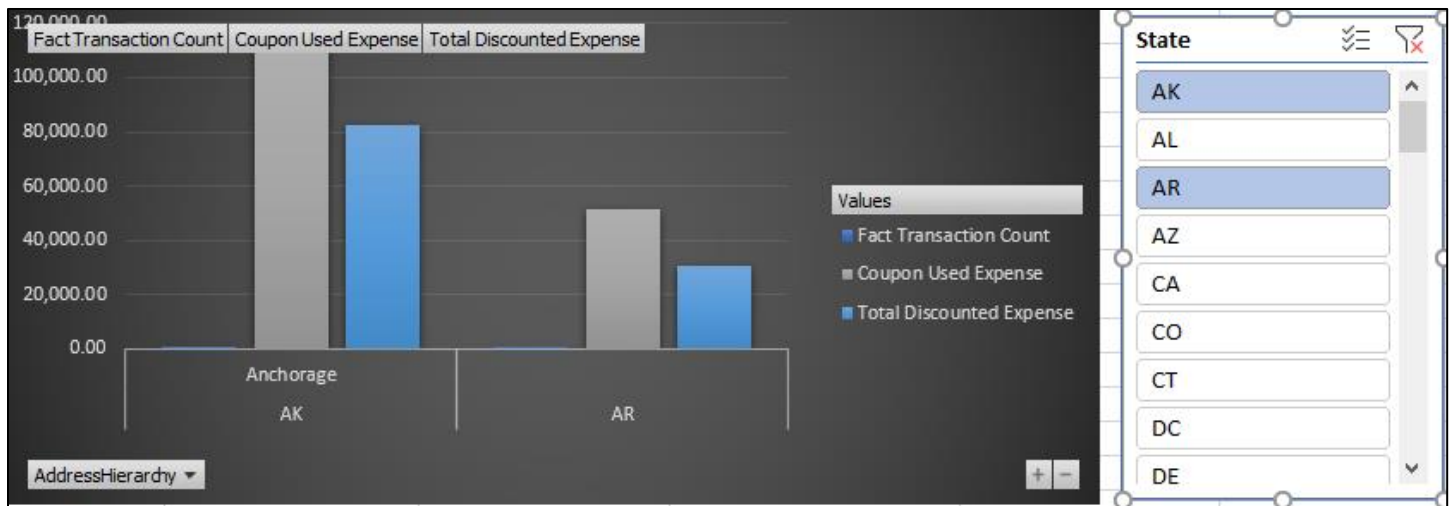 120,000.00
Fact Transaction Count Coupon Used Expense Total Discounted Expense
100,000.00
80,000.00
60,000.00
40,000.00
20,000.00
0.00
Anchorage
AK AR
AddressHierarchy
Values
Fact Transaction Count
Coupon Used Expense
Total Discounted Expense
+ -
State
AK
AL
AR
AZ
CA
CO
CT
DC
DE